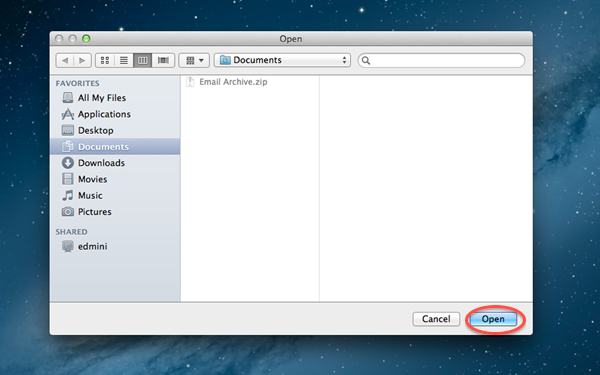 Open
Documents
FAVORITES
All My Files
Applications
Desktop
Documents
Downloads
Movies
Music
Pictures
SHARED
edmini
Email Archive.zip
Cancel Open